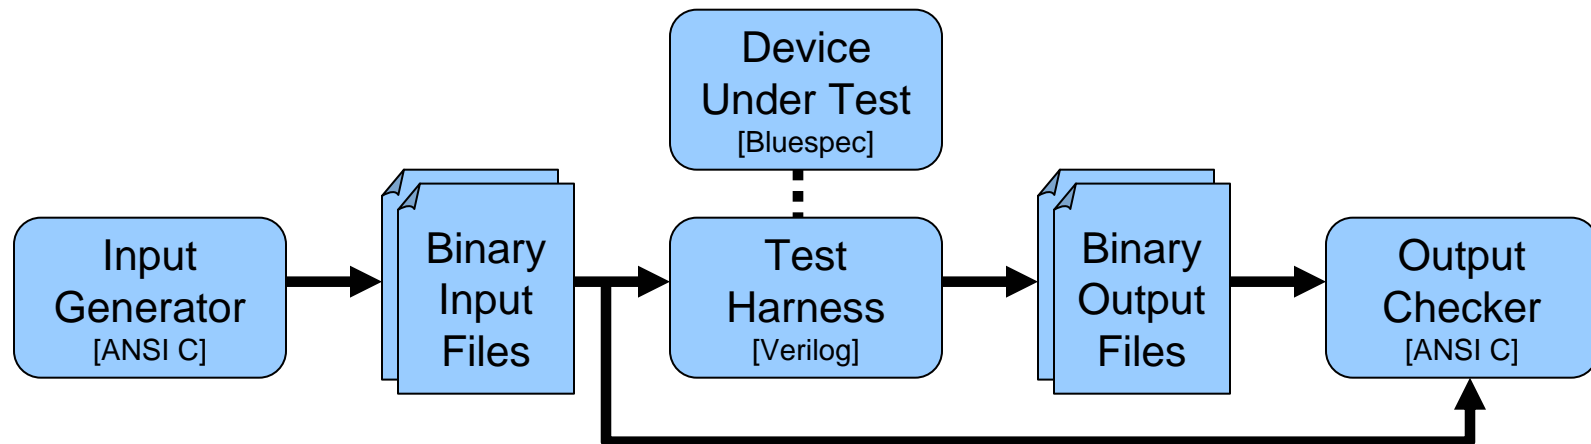 Device
Under Test
[Bluespec]
Input
Generator
[ANSI C]
Binary
Input
Files
Test
Harness
[Verilog]
Binary
Output
Files
Output
Checker
[ANSI C]